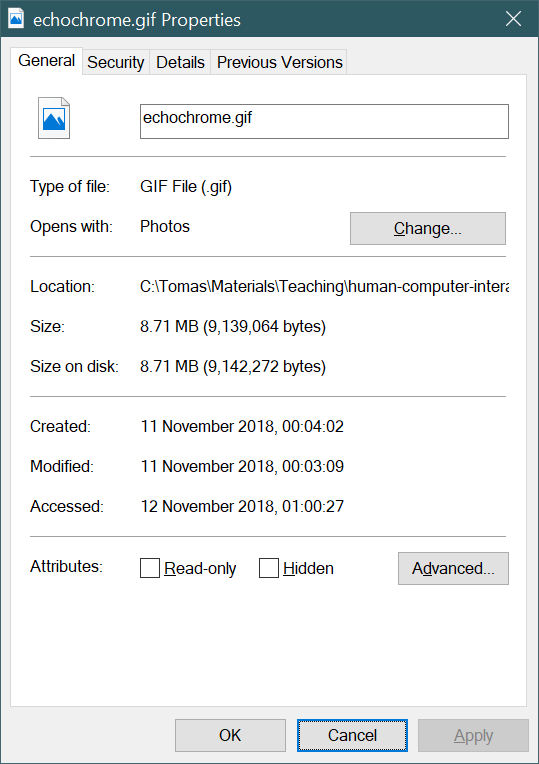 echochrome.gif Properties
General Security Details Previous Versions
echochrome.gif
Type of file: GIF File (.gif)
Opens with: Photos Change...
Location: C:\Tomas\Materials\Teaching\human-computer-intera
Size: 8.71 MB (9,139,064 bytes)
Size on disk: 8.71 MB (9,142,272 bytes)
Created: 11 November 2018, 00:04:02
Modified: 11 November 2018, 00:03:09
Accessed: 12 November 2018, 01:00:27
Attributes: Read-only Hidden Advanced...
OK Cancel Apply